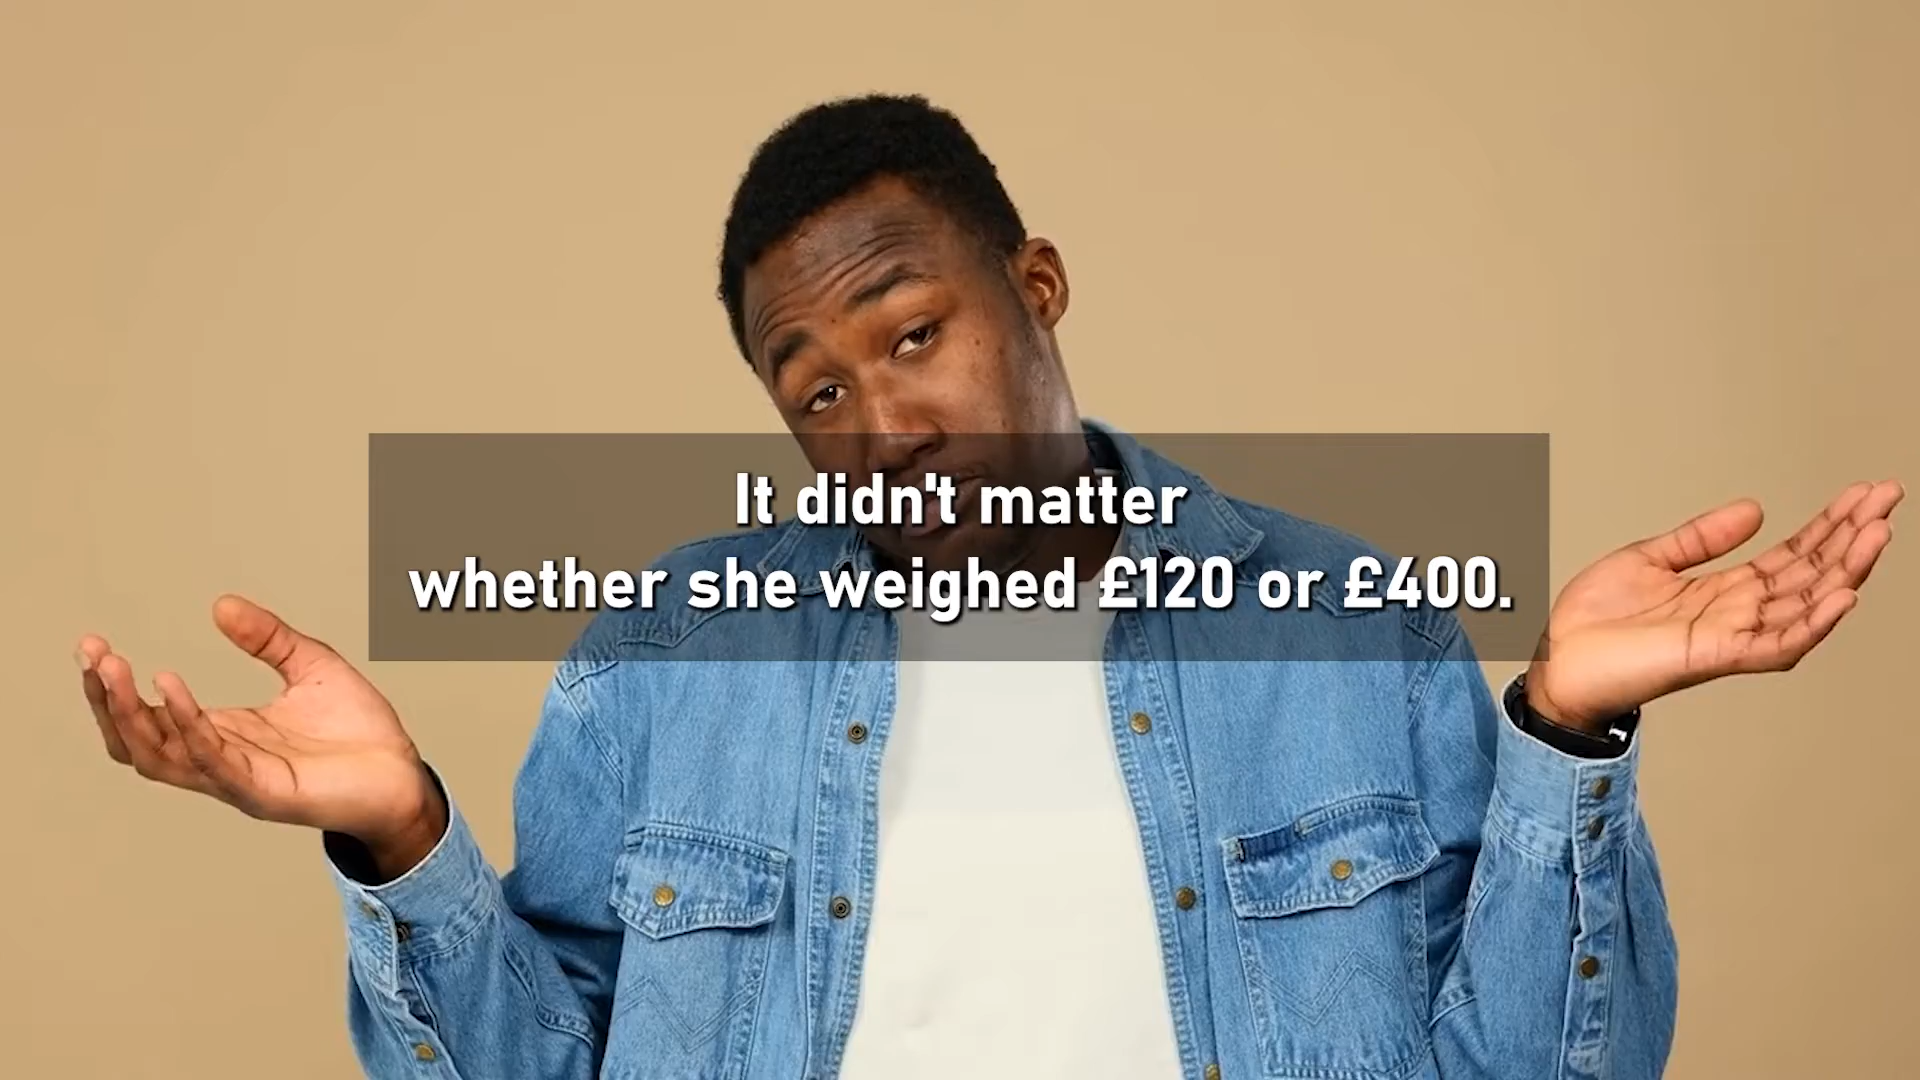 It didn't matter
whether she weighed £120 or £400.